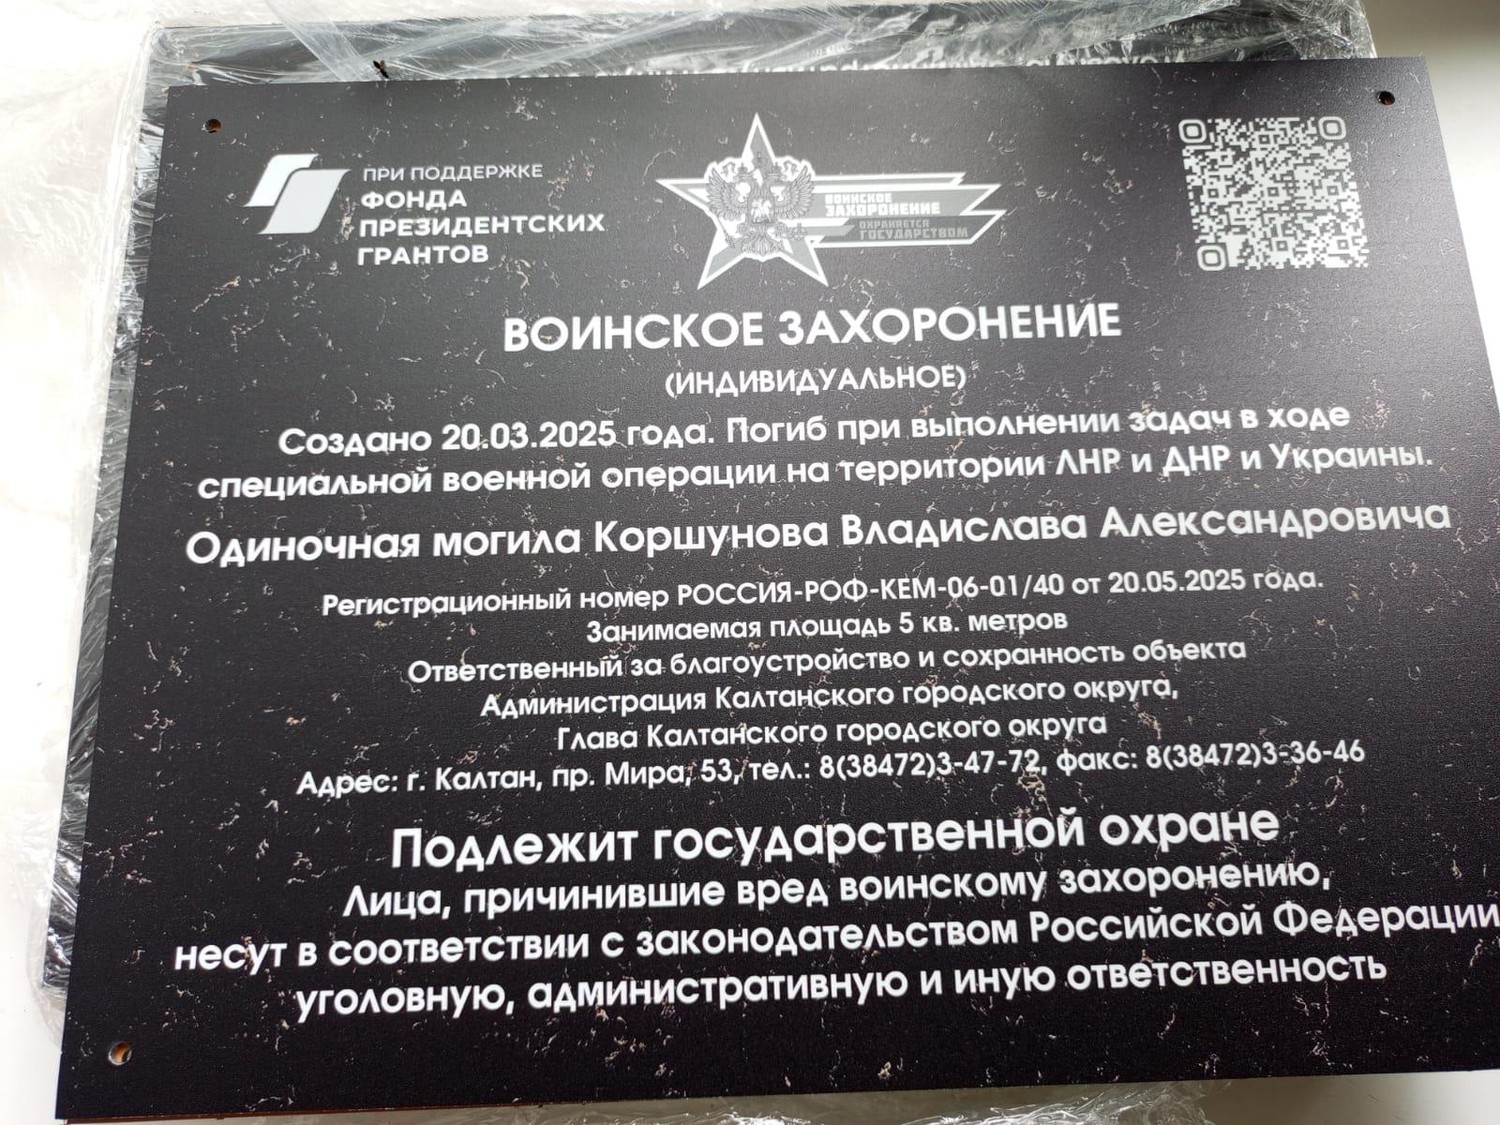 ПРИ ПОДДЕРЖКЕ
ФОНДА
ПРЕЗИДЕНТСКИХ
ГРАНТОВ
ВОИНСКОЕ
ЗАХОРОНЕНИЕ
ОХРАНЯЕТСЯ
ГОСУДАРСТВОМ
ВОИНСКОЕ ЗАХОРОНЕНИЕ
(ИНДИВИДУАЛЬНОЕ)
Создано 20.03.2025 года. Погиб при выполнении задач в ходе
специальной военной операции на территории ЛНР и ДНР и Украины.
Одиночная могила Коршунова Владислава Александровича
Регистрационный номер РОССИЯ-РОФ-КЕМ-06-01/40 от 20.05.2025 года.
Занимаемая площадь 5 кв. метров
Ответственный за благоустройство и сохранность объекта
Администрация Калтанского городского округа,
Глава Калтанского городского округа
Адрес: г. Калтан, пр. Мира, 53, тел.: 8(38472)3-47-72, факс: 8(38472)3-36-46
Подлежит государственной охране
Лица, причинившие вред воинскому захоронению,
несут в соответствии с законодательством Российской Федерации
уголовную, административную и иную ответственность